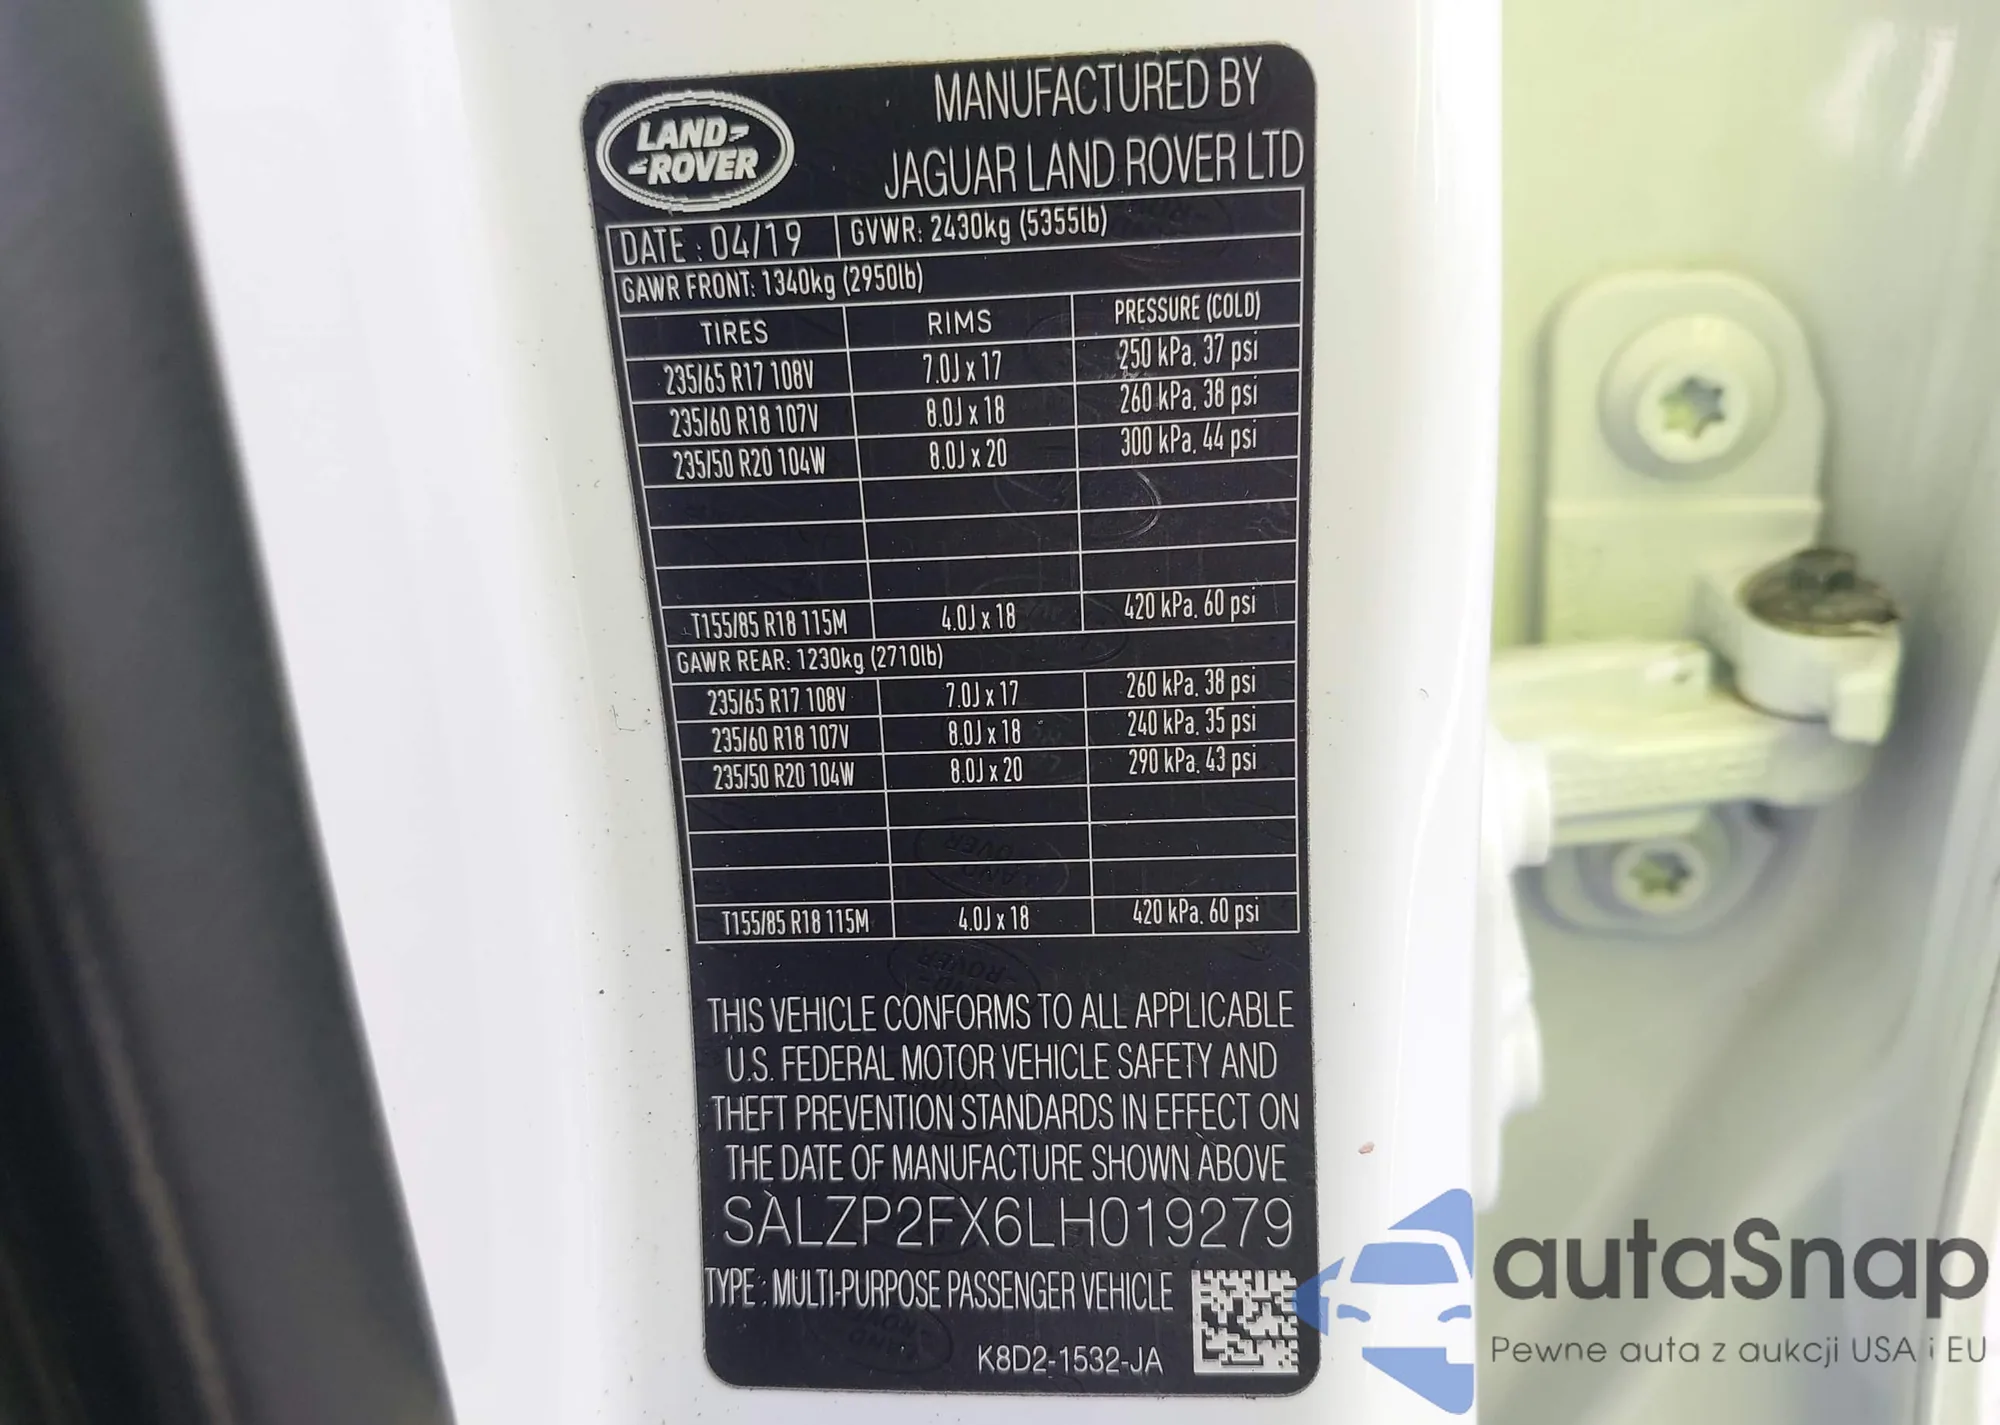 LAND
ROVER
MANUFACTURED BY
JAGUAR LAND ROVER LTD
DATE : 04/19 GVWR: 2430kg (5355lb)
GAWR FRONT: 1340kg (2950lb)
TIRES RIMS PRESSURE (COLD)
235/65 R17 108V 7.0J x 17 250 kPa, 37 psi
235/60 R18 107V 8.0J x 18 260 kPa, 38 psi
235/50 R20 104W 8.0J x 20 300 kPa, 44 psi
T155/85 R18 115M 4.0J x 18 420 kPa, 60 psi
GAWR REAR: 1230kg (2710lb)
235/65 R17 108V 7.0J x 17 260 kPa, 38 psi
235/60 R18 107V 8.0J x 18 240 kPa, 35 psi
235/50 R20 104W 8.0J x 20 290 kPa, 43 psi
T155/85 R18 115M 4.0J x 18 420 kPa, 60 psi
THIS VEHICLE CONFORMS TO ALL APPLICABLE
U.S. FEDERAL MOTOR VEHICLE SAFETY AND
THEFT PREVENTION STANDARDS IN EFFECT ON
THE DATE OF MANUFACTURE SHOWN ABOVE
SALZP2FX6LH019279
TYPE : MULTI-PURPOSE PASSENGER VEHICLE
K8D2-1532-JA
autaSnap
Pewne auta z aukcji USA i EU